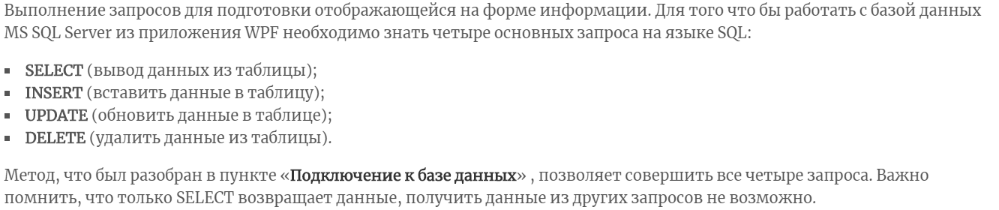 Выполнение запросов для подготовки отображающейся на форме информации. Для того что бы работать с базой данных
MS SQL Server из приложения WPF необходимо знать четыре основных запроса на языке SQL:
▪ SELECT (вывод данных из таблицы);
▪ INSERT (вставить данные в таблицу);
▪ UPDATE (обновить данные в таблице);
▪ DELETE (удалить данные из таблицы).
Метод, что был разобран в пункте «Подключение к базе данных» , позволяет совершить все четыре запроса. Важно
помнить, что только SELECT возвращает данные, получить данные из других запросов не возможно.